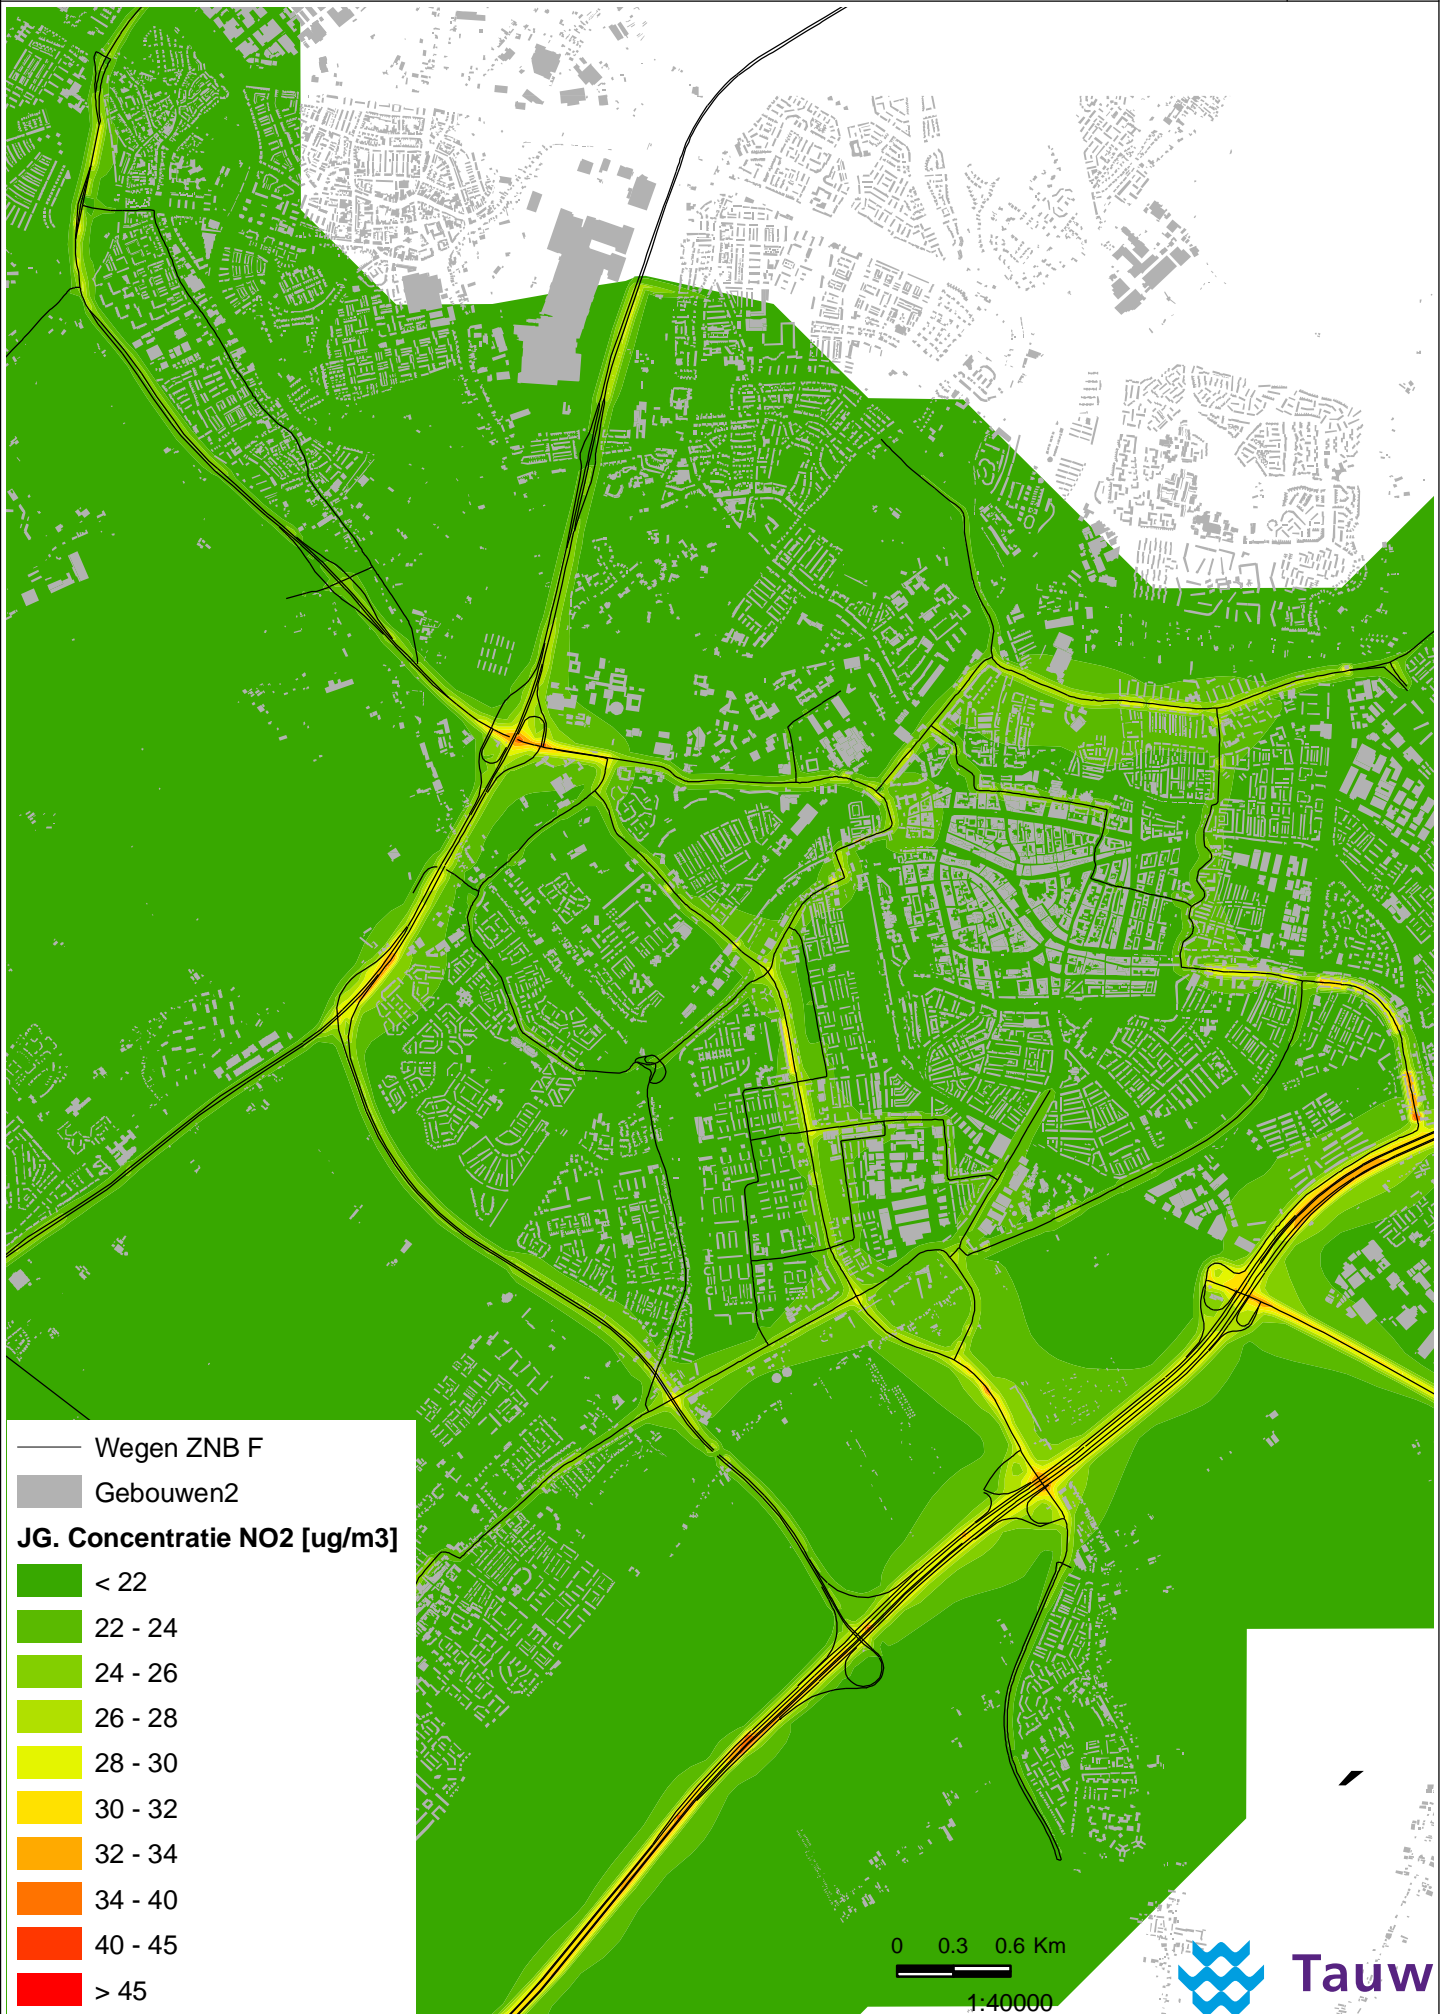 Wegen ZNB F
Gebouwen2
JG. Concentratie NO2 [ug/m3]
< 22
22 - 24
24 - 26
26 - 28
28 - 30
30 - 32
32 - 34
34 - 40
40 - 45
> 45
0 0.3 0.6 Km
1:40000
Tauw